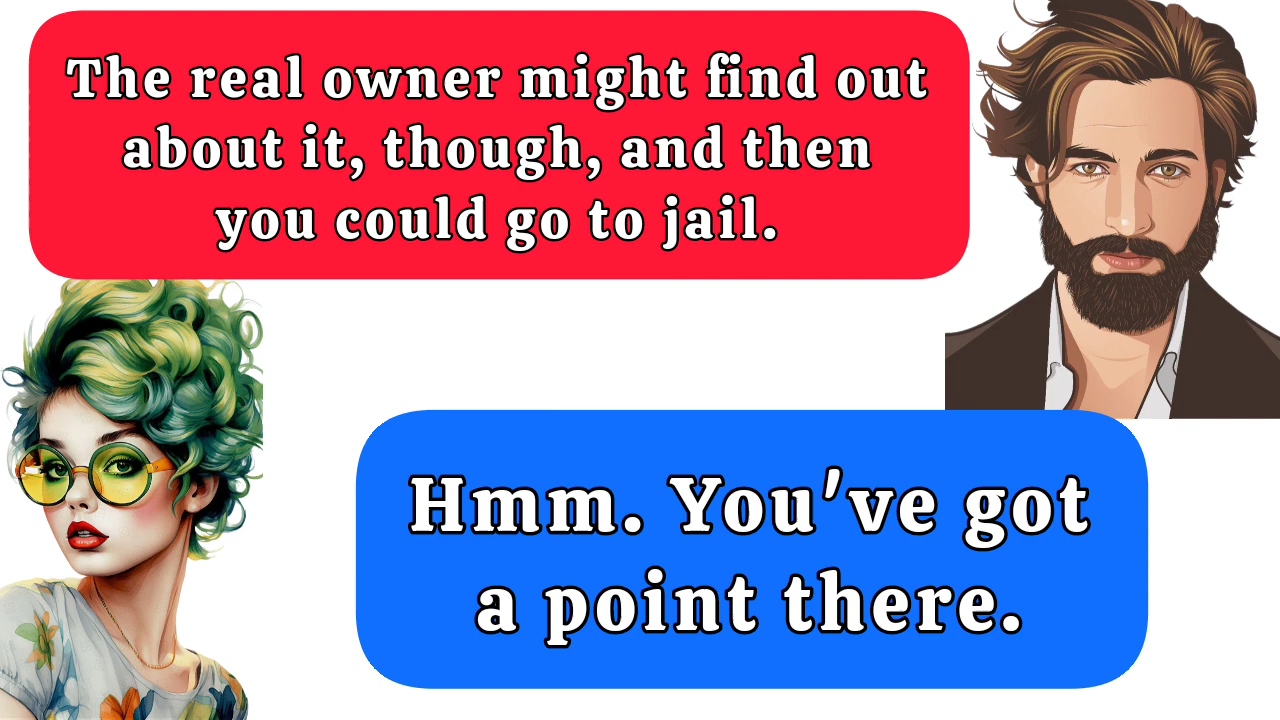 The real owner might find out
about it, though, and then
you could go to jail.
Hmm. You've got
a point there.